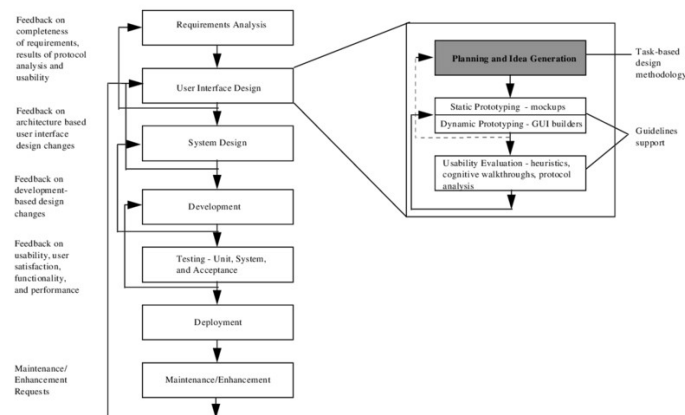 Feedback on
completeness
of requirements,
results of protocol
analysis and
usability
Feedback on
architecture based
user interface
design changes
Feedback on
development-
based design
changes
Feedback on
usability, user
satisfaction,
functionality,
and performance
Maintenance/
Enhancement
Requests
Requirements Analysis
User Interface Design
System Design
Development
Testing - Unit, System,
and Acceptance
Deployment
Maintenance/Enhancement
Planning and Idea Generation
Static Prototyping - mockups
Dynamic Prototyping - GUI builders
Usability Evaluation - heuristics,
cognitive walkthroughs, protocol
analysis
Task-based
design
methodology
Guidelines
support